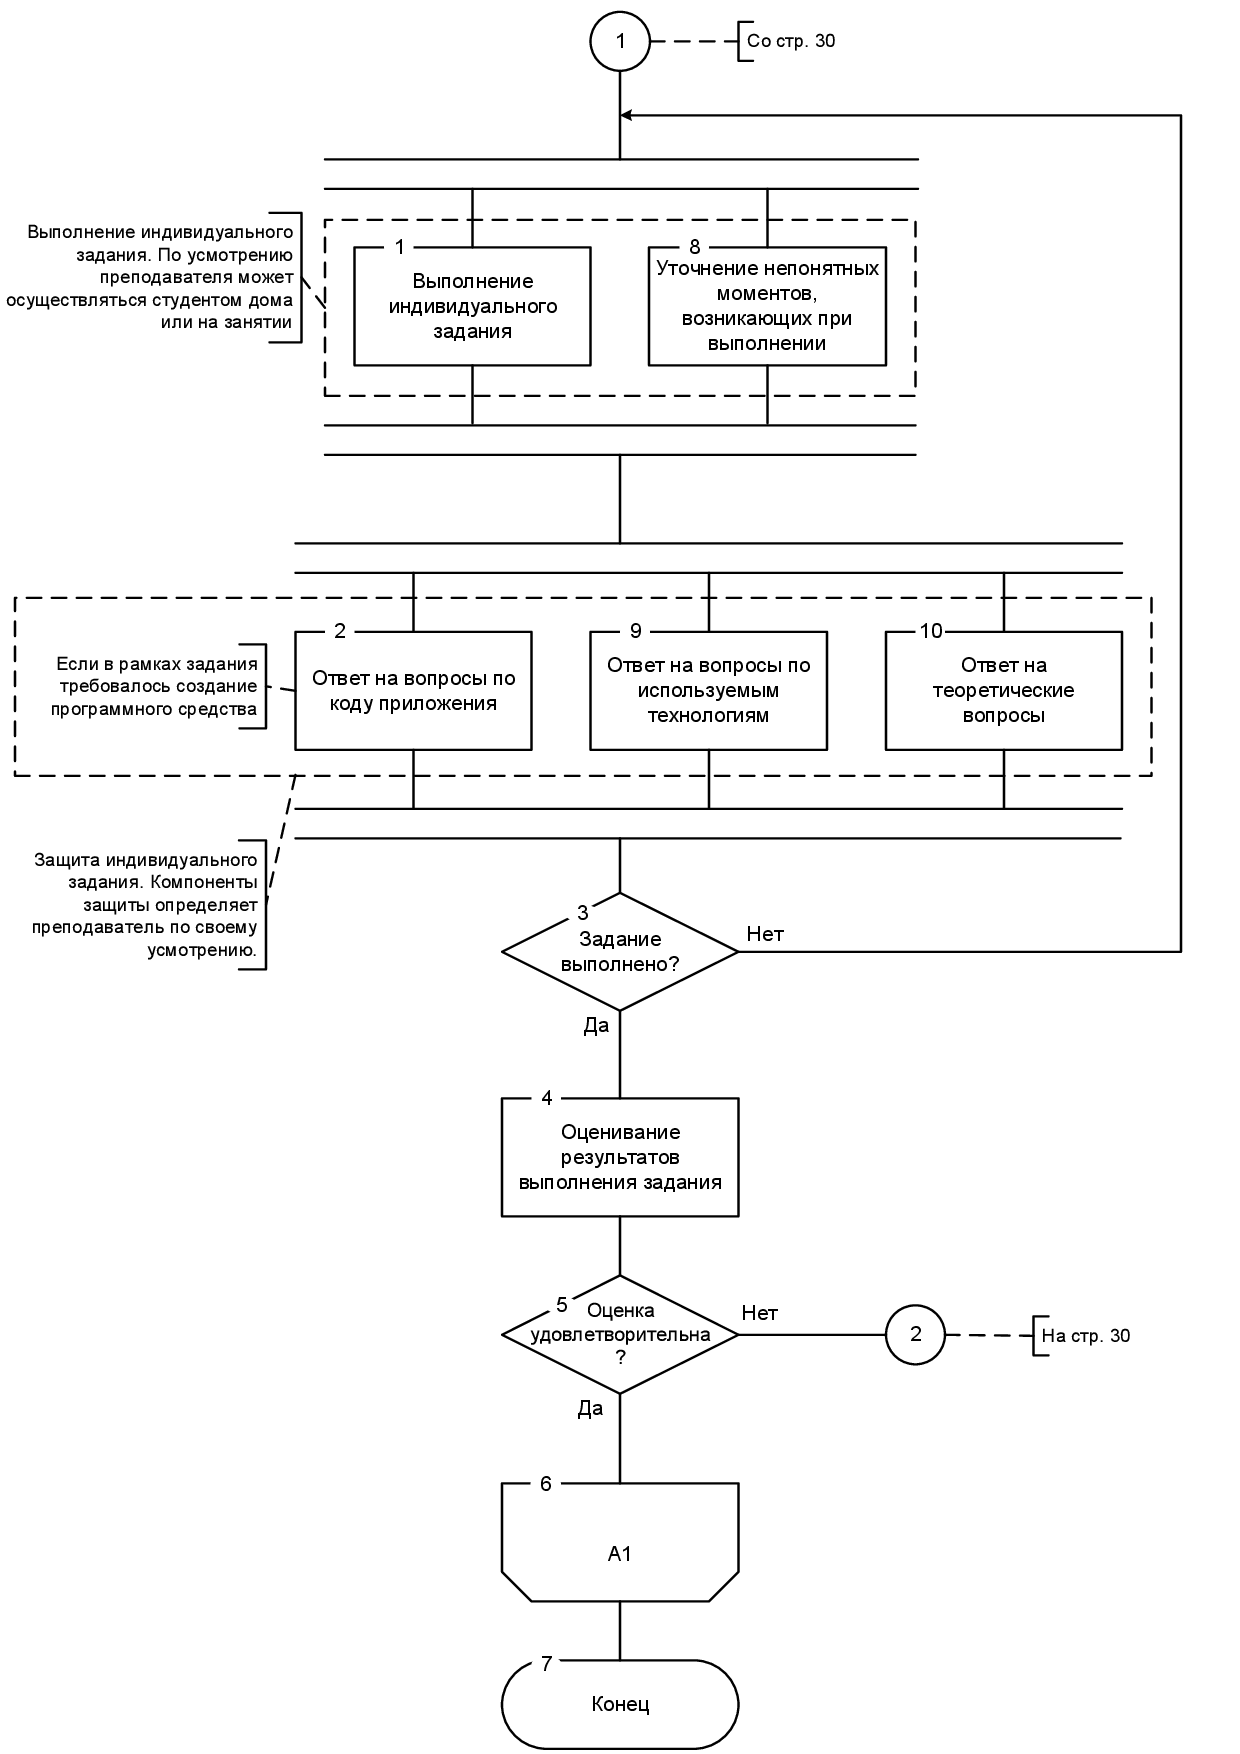 1
Со стр. 30
Выполнение индивидуального
задания. По усмотрению
преподавателя может
осуществляться студентом дома
или на занятии
1
Выполнение
индивидуального
задания
8
Уточнение непонятных
моментов,
возникающих при
выполнении
Если в рамках задания
требовалось создание
программного средства
2
Ответ на вопросы по
коду приложения
9
Ответ на вопросы по
используемым
технологиям
10
Ответ на
теоретические
вопросы
Защита индивидуального
задания. Компоненты
защиты определяет
преподаватель по своему
усмотрению.
3
Задание
выполнено?
Нет
Да
4
Оценивание
результатов
выполнения задания
5
Оценка
удовлетворительна
?
Нет
2
На стр. 30
Да
6
А1
7
Конец